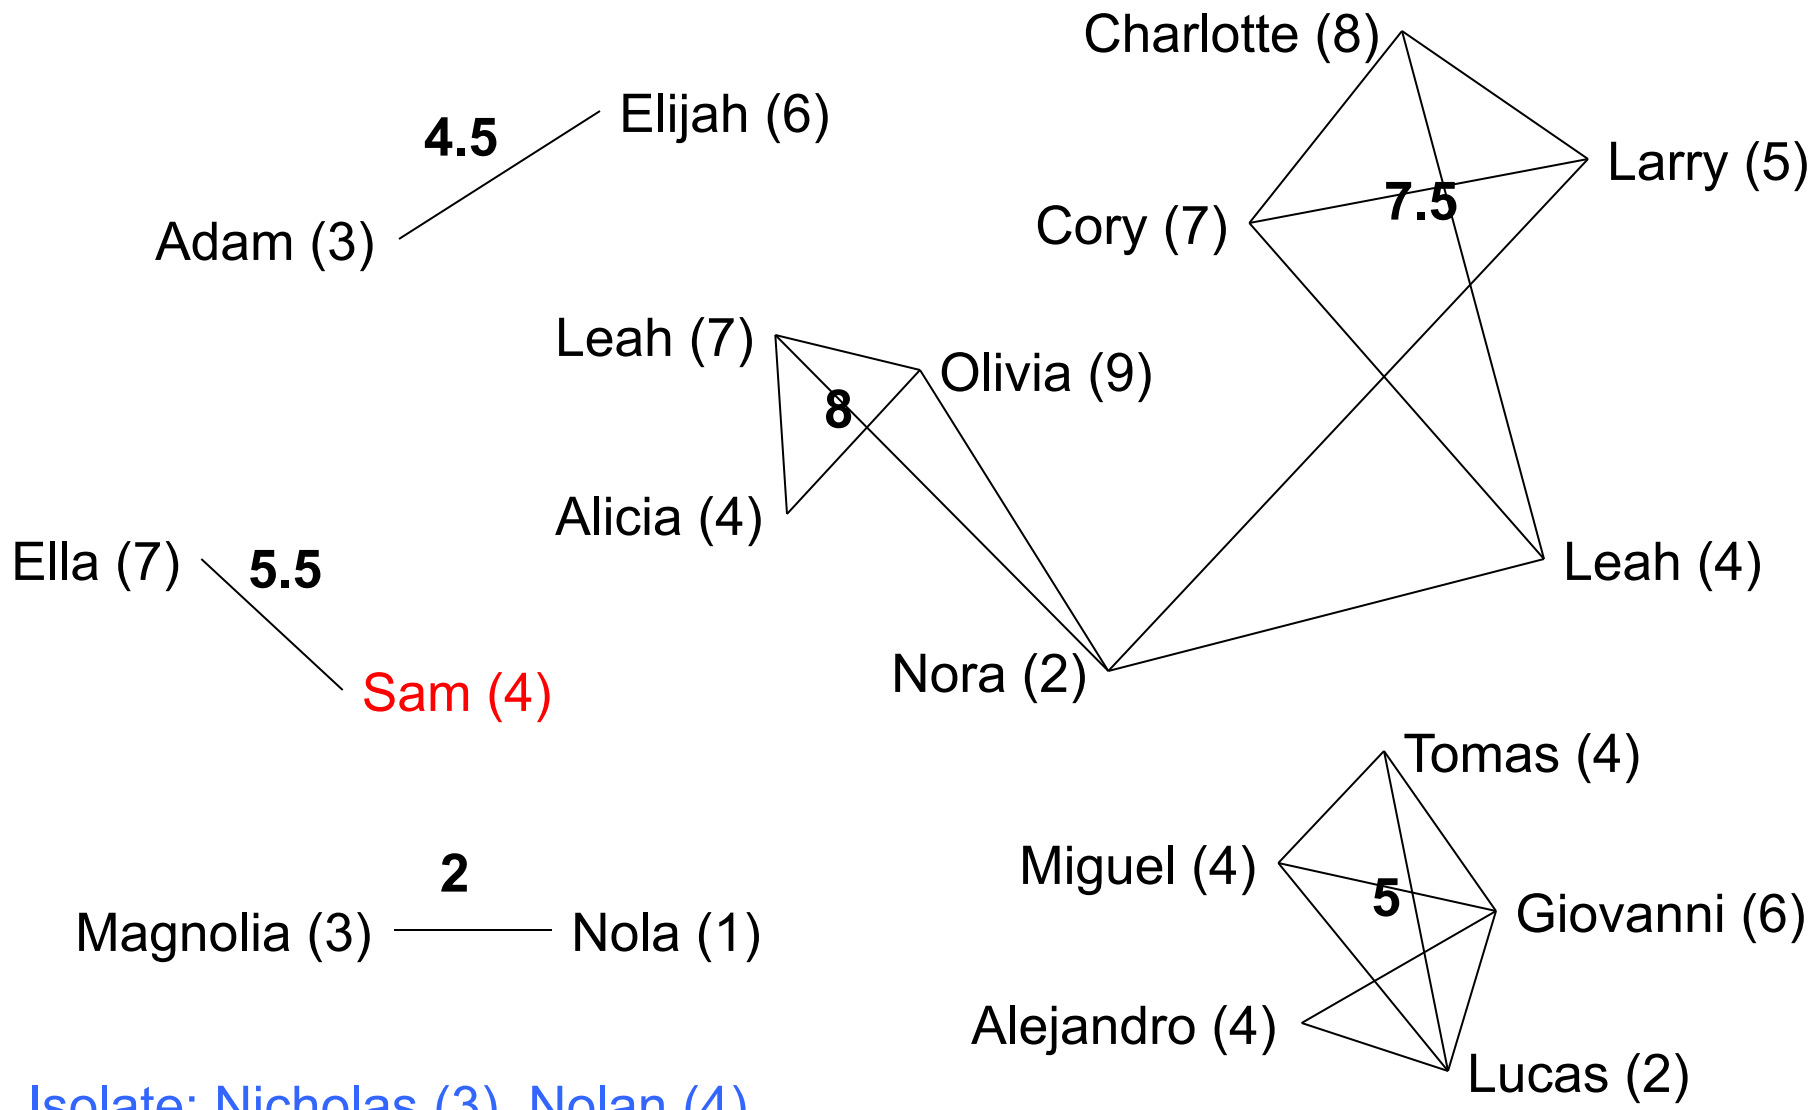 Charlotte (8)
4.5
Elijah (6)
Larry (5)
7.5
Adam (3)
Cory (7)
Leah (7)
Olivia (9)
8
Alicia (4)
Ella (7)
5.5
Leah (4)
Sam (4)
Nora (2)
Tomas (4)
Miguel (4)
2
5
Magnolia (3)
Nola (1)
Giovanni (6)
Alejandro (4)
Lucas (2)
Isolate: Nicholas (3), Nolan (4)